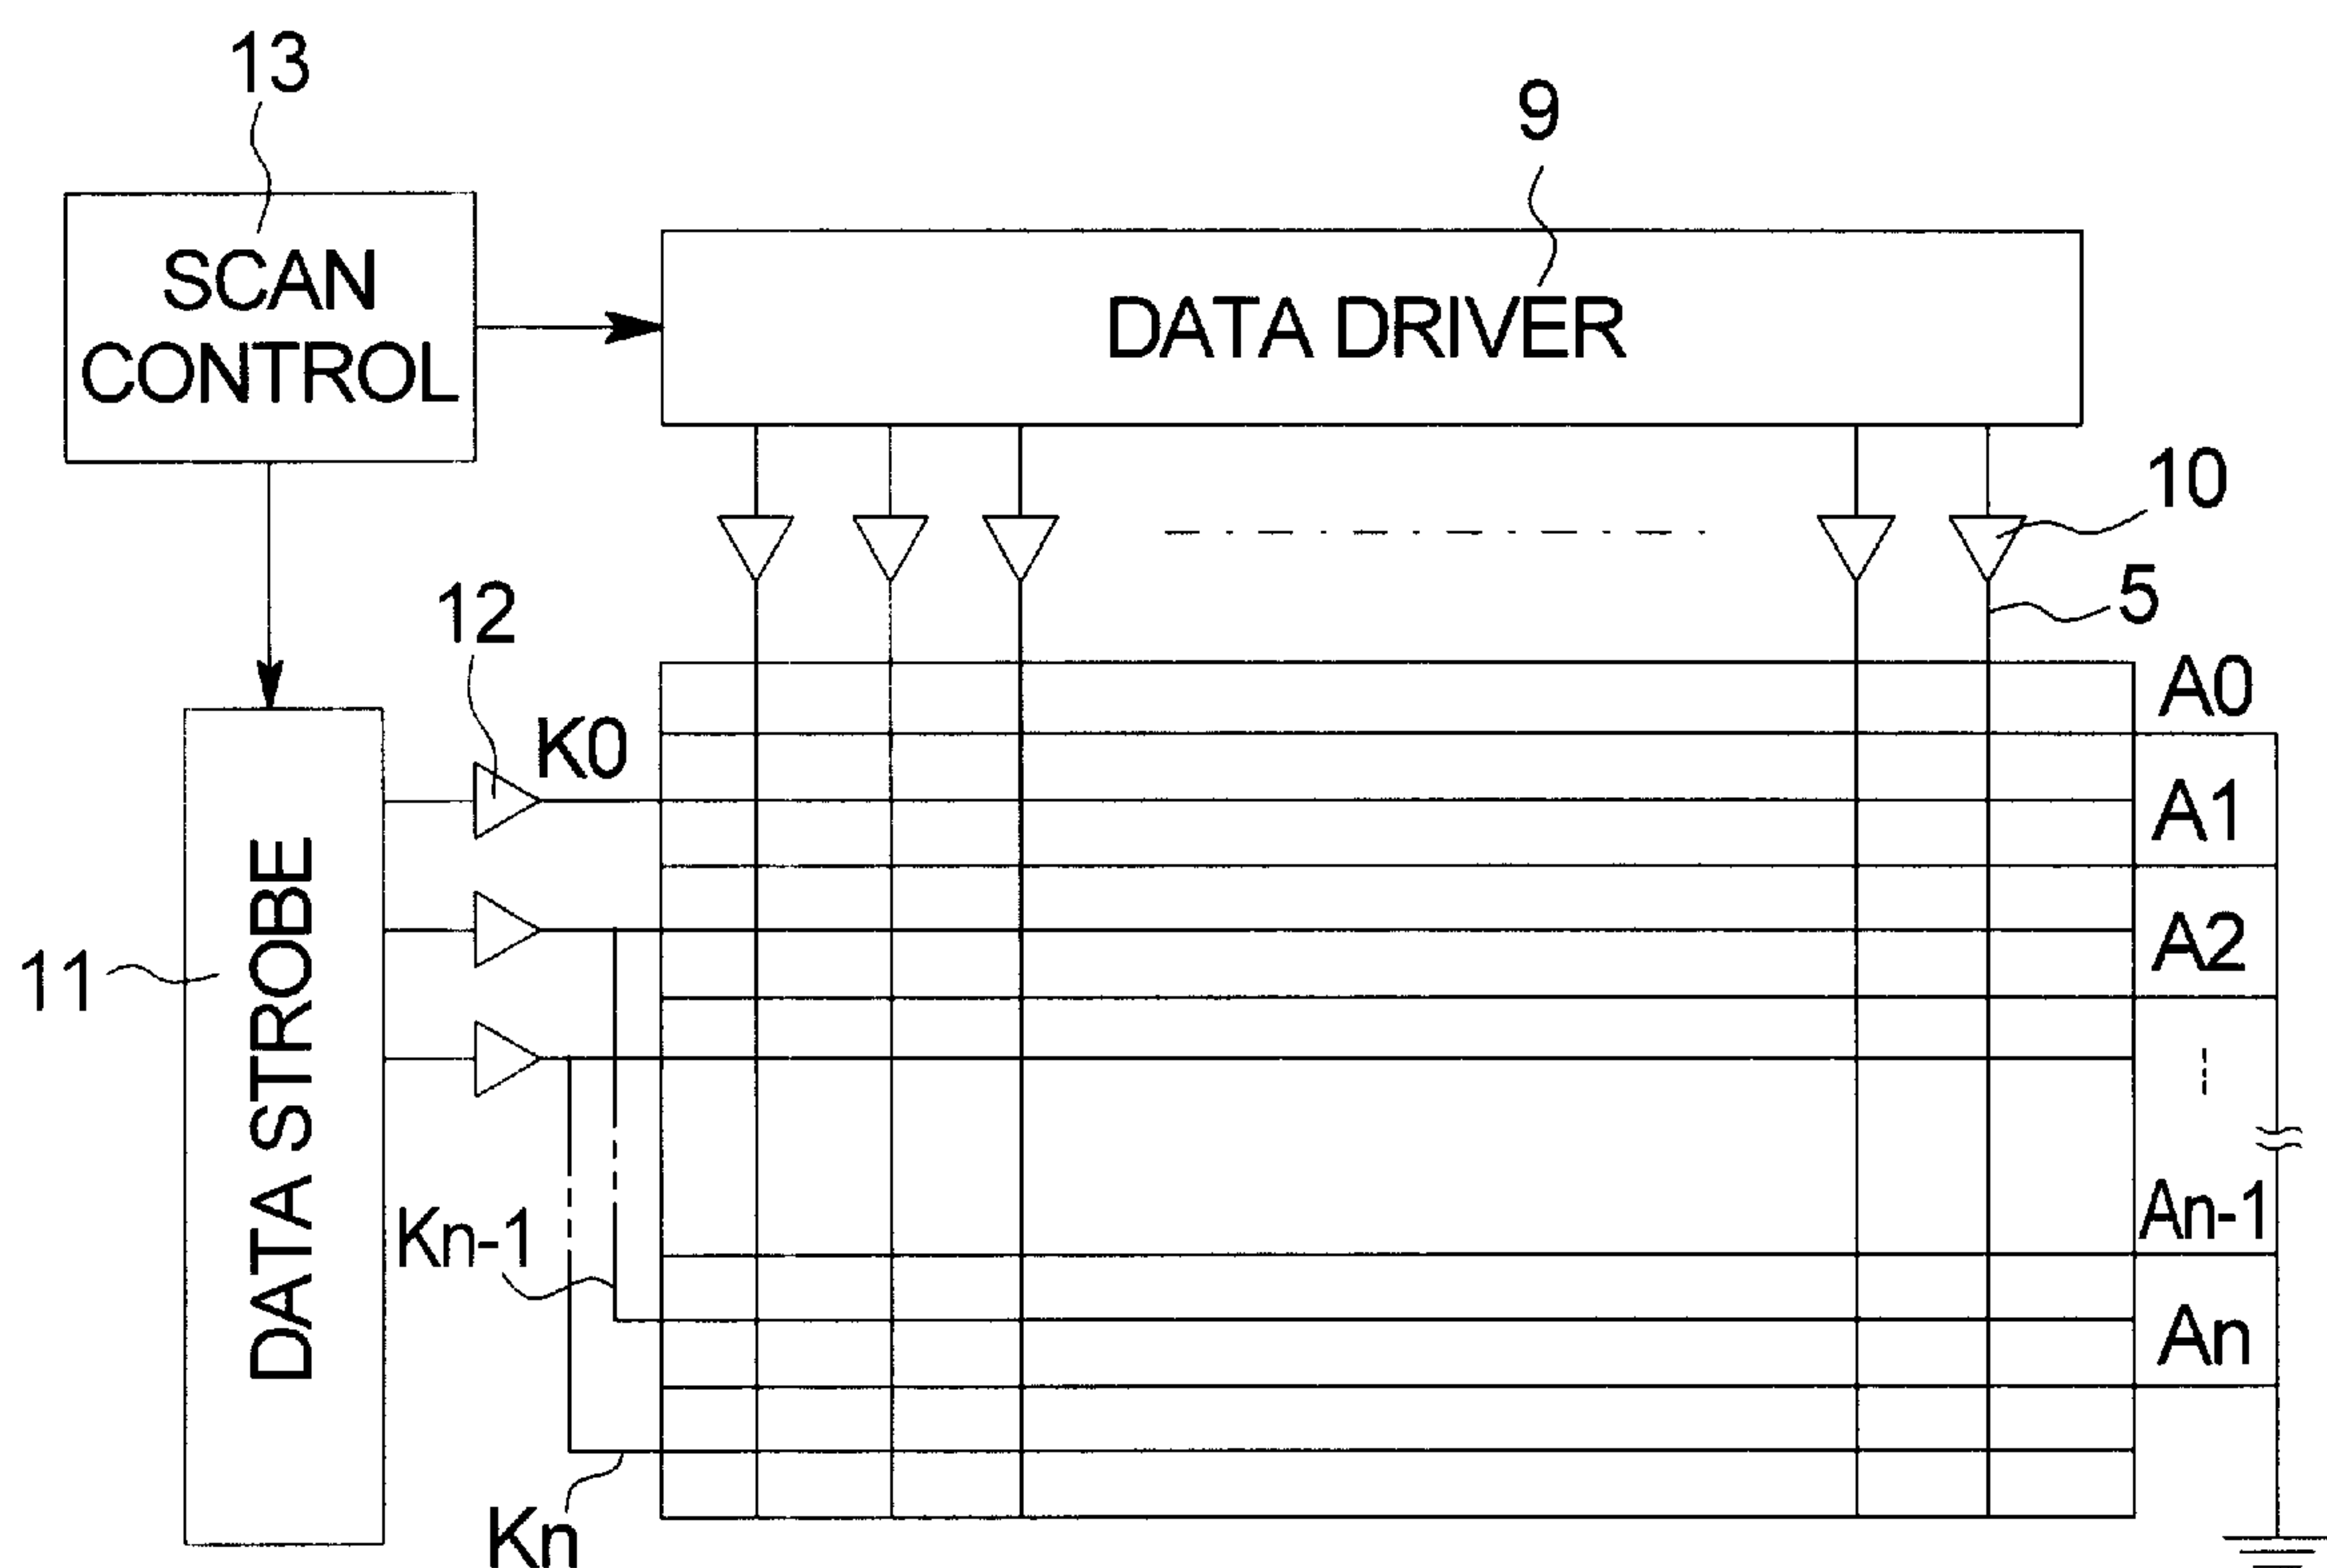 13
9
SCAN
CONTROL
DATA DRIVER
10
5
12
K0
A0
A1
A2
11
DATA STROBE
Kn-1
An-1
An
Kn